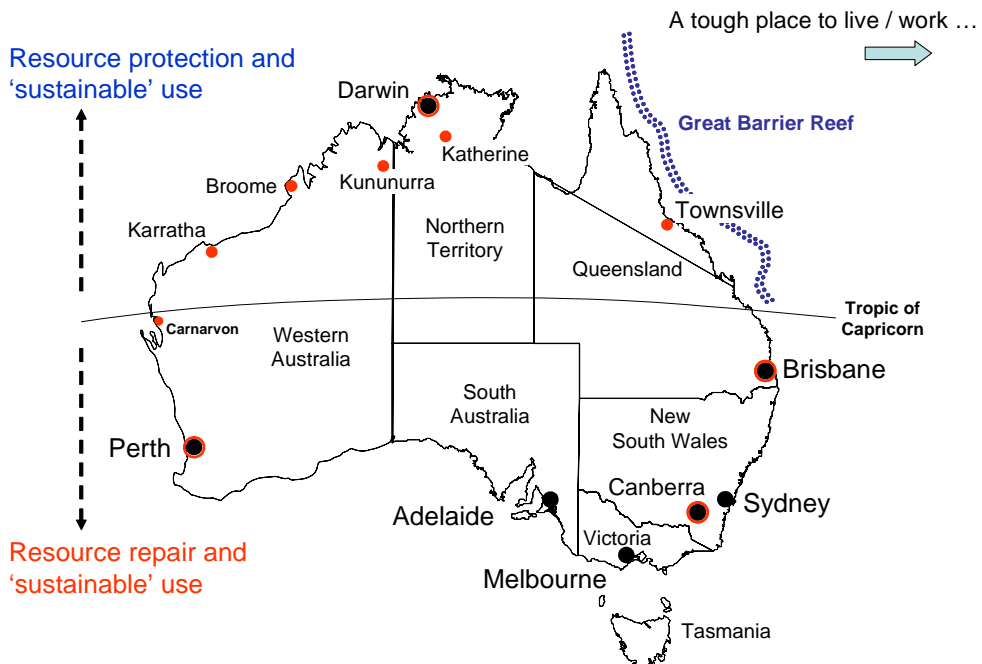 A tough place to live / work …
Resource protection and
‘sustainable’ use
Darwin
Great Barrier Reef
Katherine
Kununurra
Broome
Townsville
Karratha
Northern
Territory
Queensland
Tropic of
Capricorn
Carnarvon
Western
Australia
Brisbane
South
Australia
New
South Wales
Perth
Canberra
Sydney
Adelaide
Victoria
Resource repair and
‘sustainable’ use
Melbourne
Tasmania